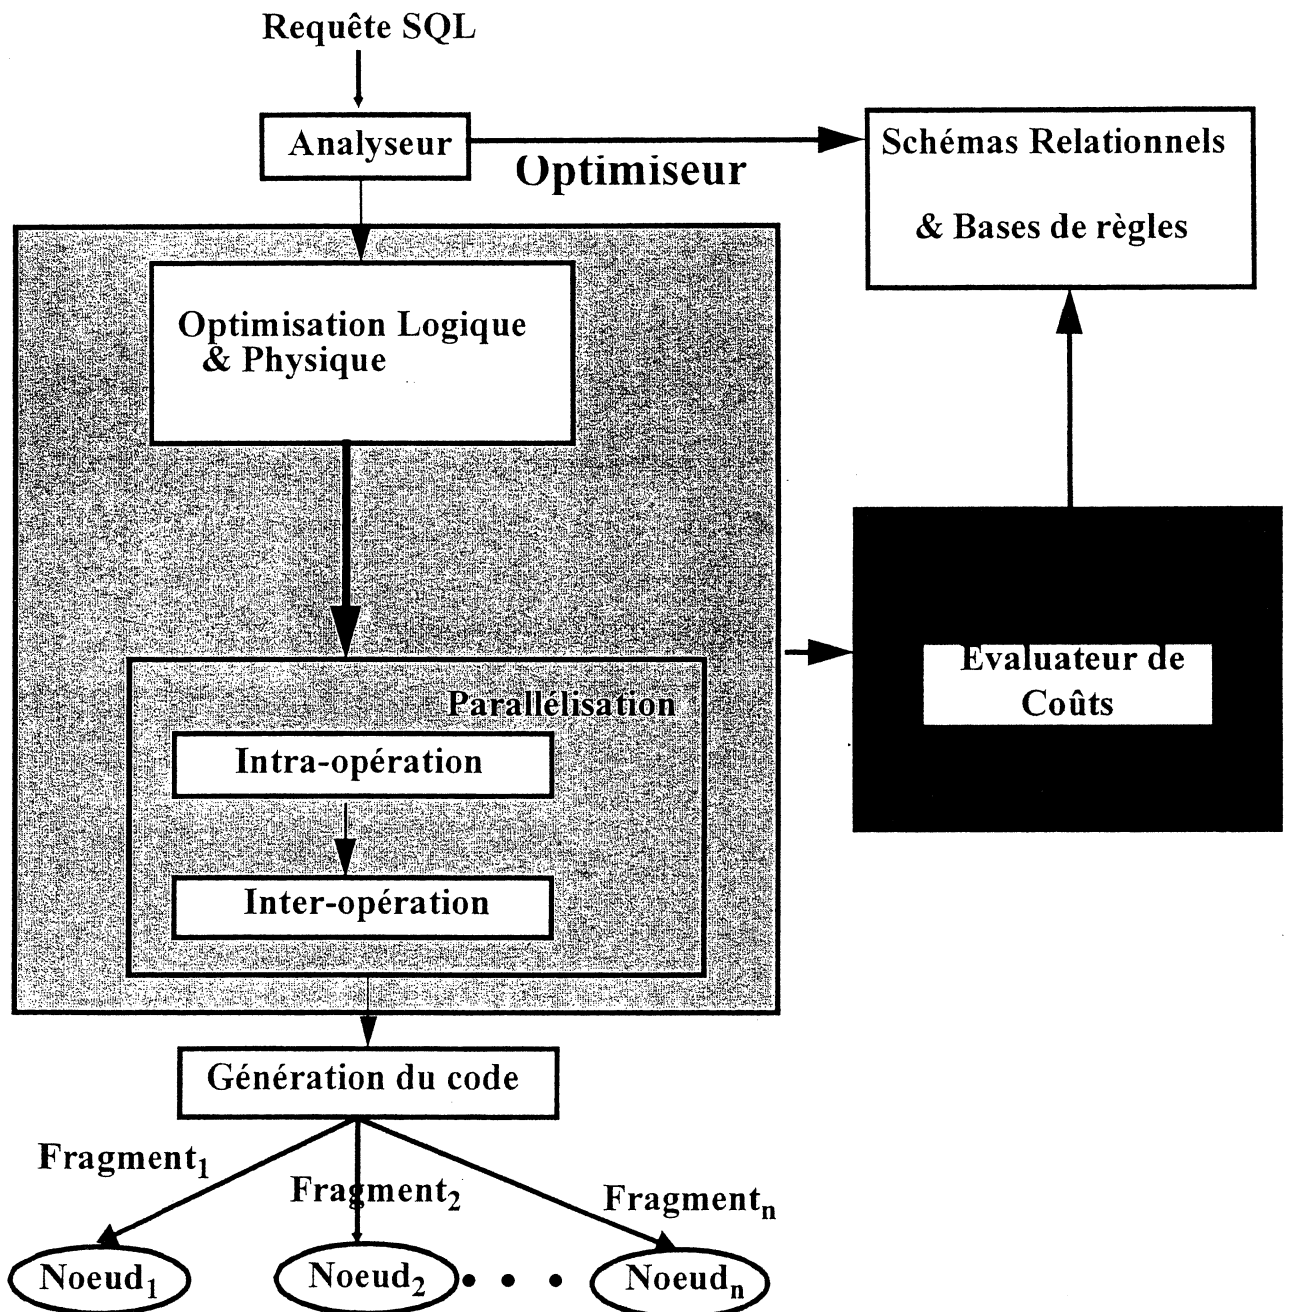 Requête SQL
Analyseur
Optimiseur
Schémas Relationnels
& Bases de règles
Optimisation Logique
& Physique
Evaluateur de
Coûts
Parallélisation
Intra-opération
Inter-opération
Génération du code
Fragment₁
Fragment₂
Fragmentₙ
Noeud₁
Noeud₂
• • •
Noeudₙ